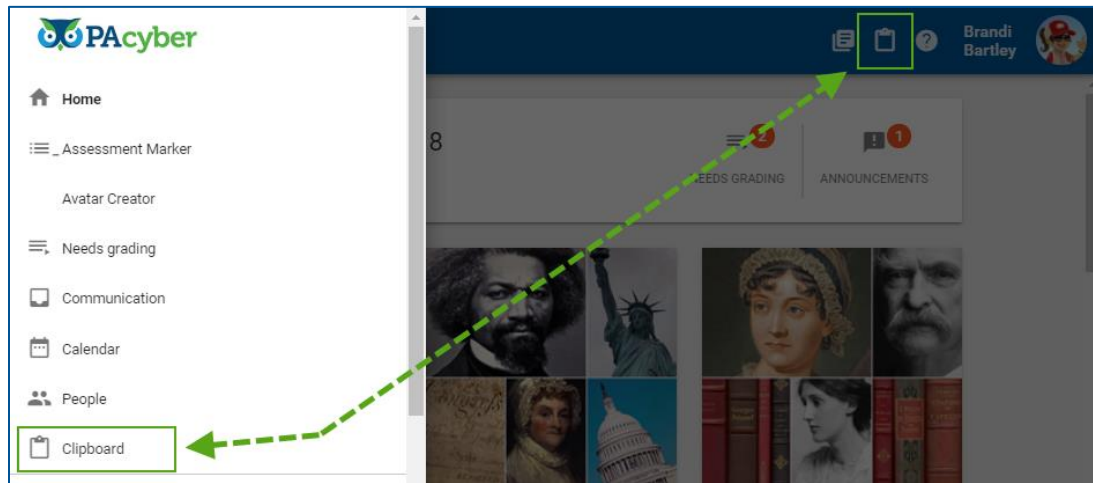 PAcyber
Brandi
Bartley
Home
Assessment Marker
Avatar Creator
Needs grading
Communication
Calendar
People
Clipboard
8
2
NEEDS GRADING
1
ANNOUNCEMENTS